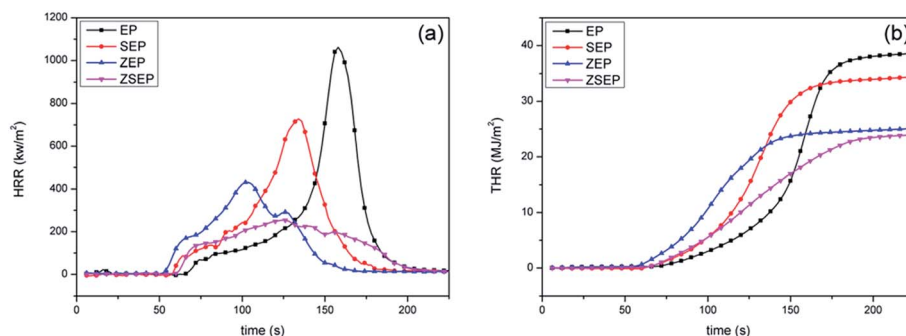 (a)
EP
SEP
ZEP
ZSEP
HRR (kw/m²)
1200
1000
800
600
400
200
0
0 50 100 150 200
time (s)
(b)
EP
SEP
ZEP
ZSEP
THR (MJ/m²)
40
30
20
10
0
0 50 100 150 200
time (s)